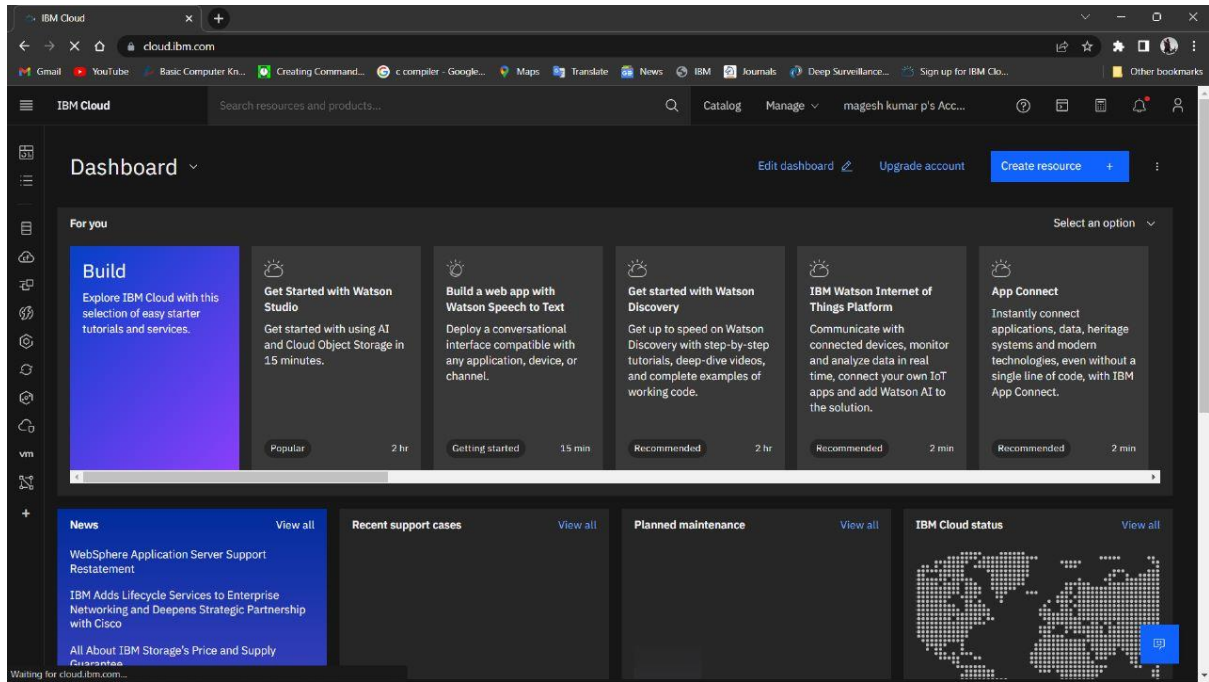 IBM Cloud
cloud.ibm.com
Gmail YouTube Basic Computer Kn... Creating Command... c compiler - Google... Maps Translate News IBM Journals Deep Surveillance... Sign up for IBM Clo... Other bookmarks
IBM Cloud Search resources and products... Catalog Manage magesh kumar p's Acc...
Dashboard Edit dashboard Upgrade account Create resource +
For you Select an option
Build
Explore IBM Cloud with this
selection of easy starter
tutorials and services.
Get Started with Watson
Studio
Get started with using AI
and Cloud Object Storage in
15 minutes.
Popular 2 hr
Build a web app with
Watson Speech to Text
Deploy a conversational
interface compatible with
any application, device, or
channel.
Getting started 15 min
Get started with Watson
Discovery
Get up to speed on Watson
Discovery with step-by-step
tutorials, deep-dive videos,
and complete examples of
working code.
Recommended 2 hr
IBM Watson Internet of
Things Platform
Communicate with
connected devices, monitor
and analyze data in real
time, connect your own IoT
apps and add Watson AI to
the solution.
Recommended 2 min
App Connect
Instantly connect
applications, data, heritage
systems and modern
technologies, even without a
single line of code, with IBM
App Connect.
Recommended 2 min
vm
News View all
WebSphere Application Server Support
Restatement
IBM Adds Lifecycle Services to Enterprise
Networking and Deepens Strategic Partnership
with Cisco
All About IBM Storage's Price and Supply
Guarantee
Recent support cases View all
Planned maintenance View all
IBM Cloud status View all
Waiting for cloud.ibm.com...